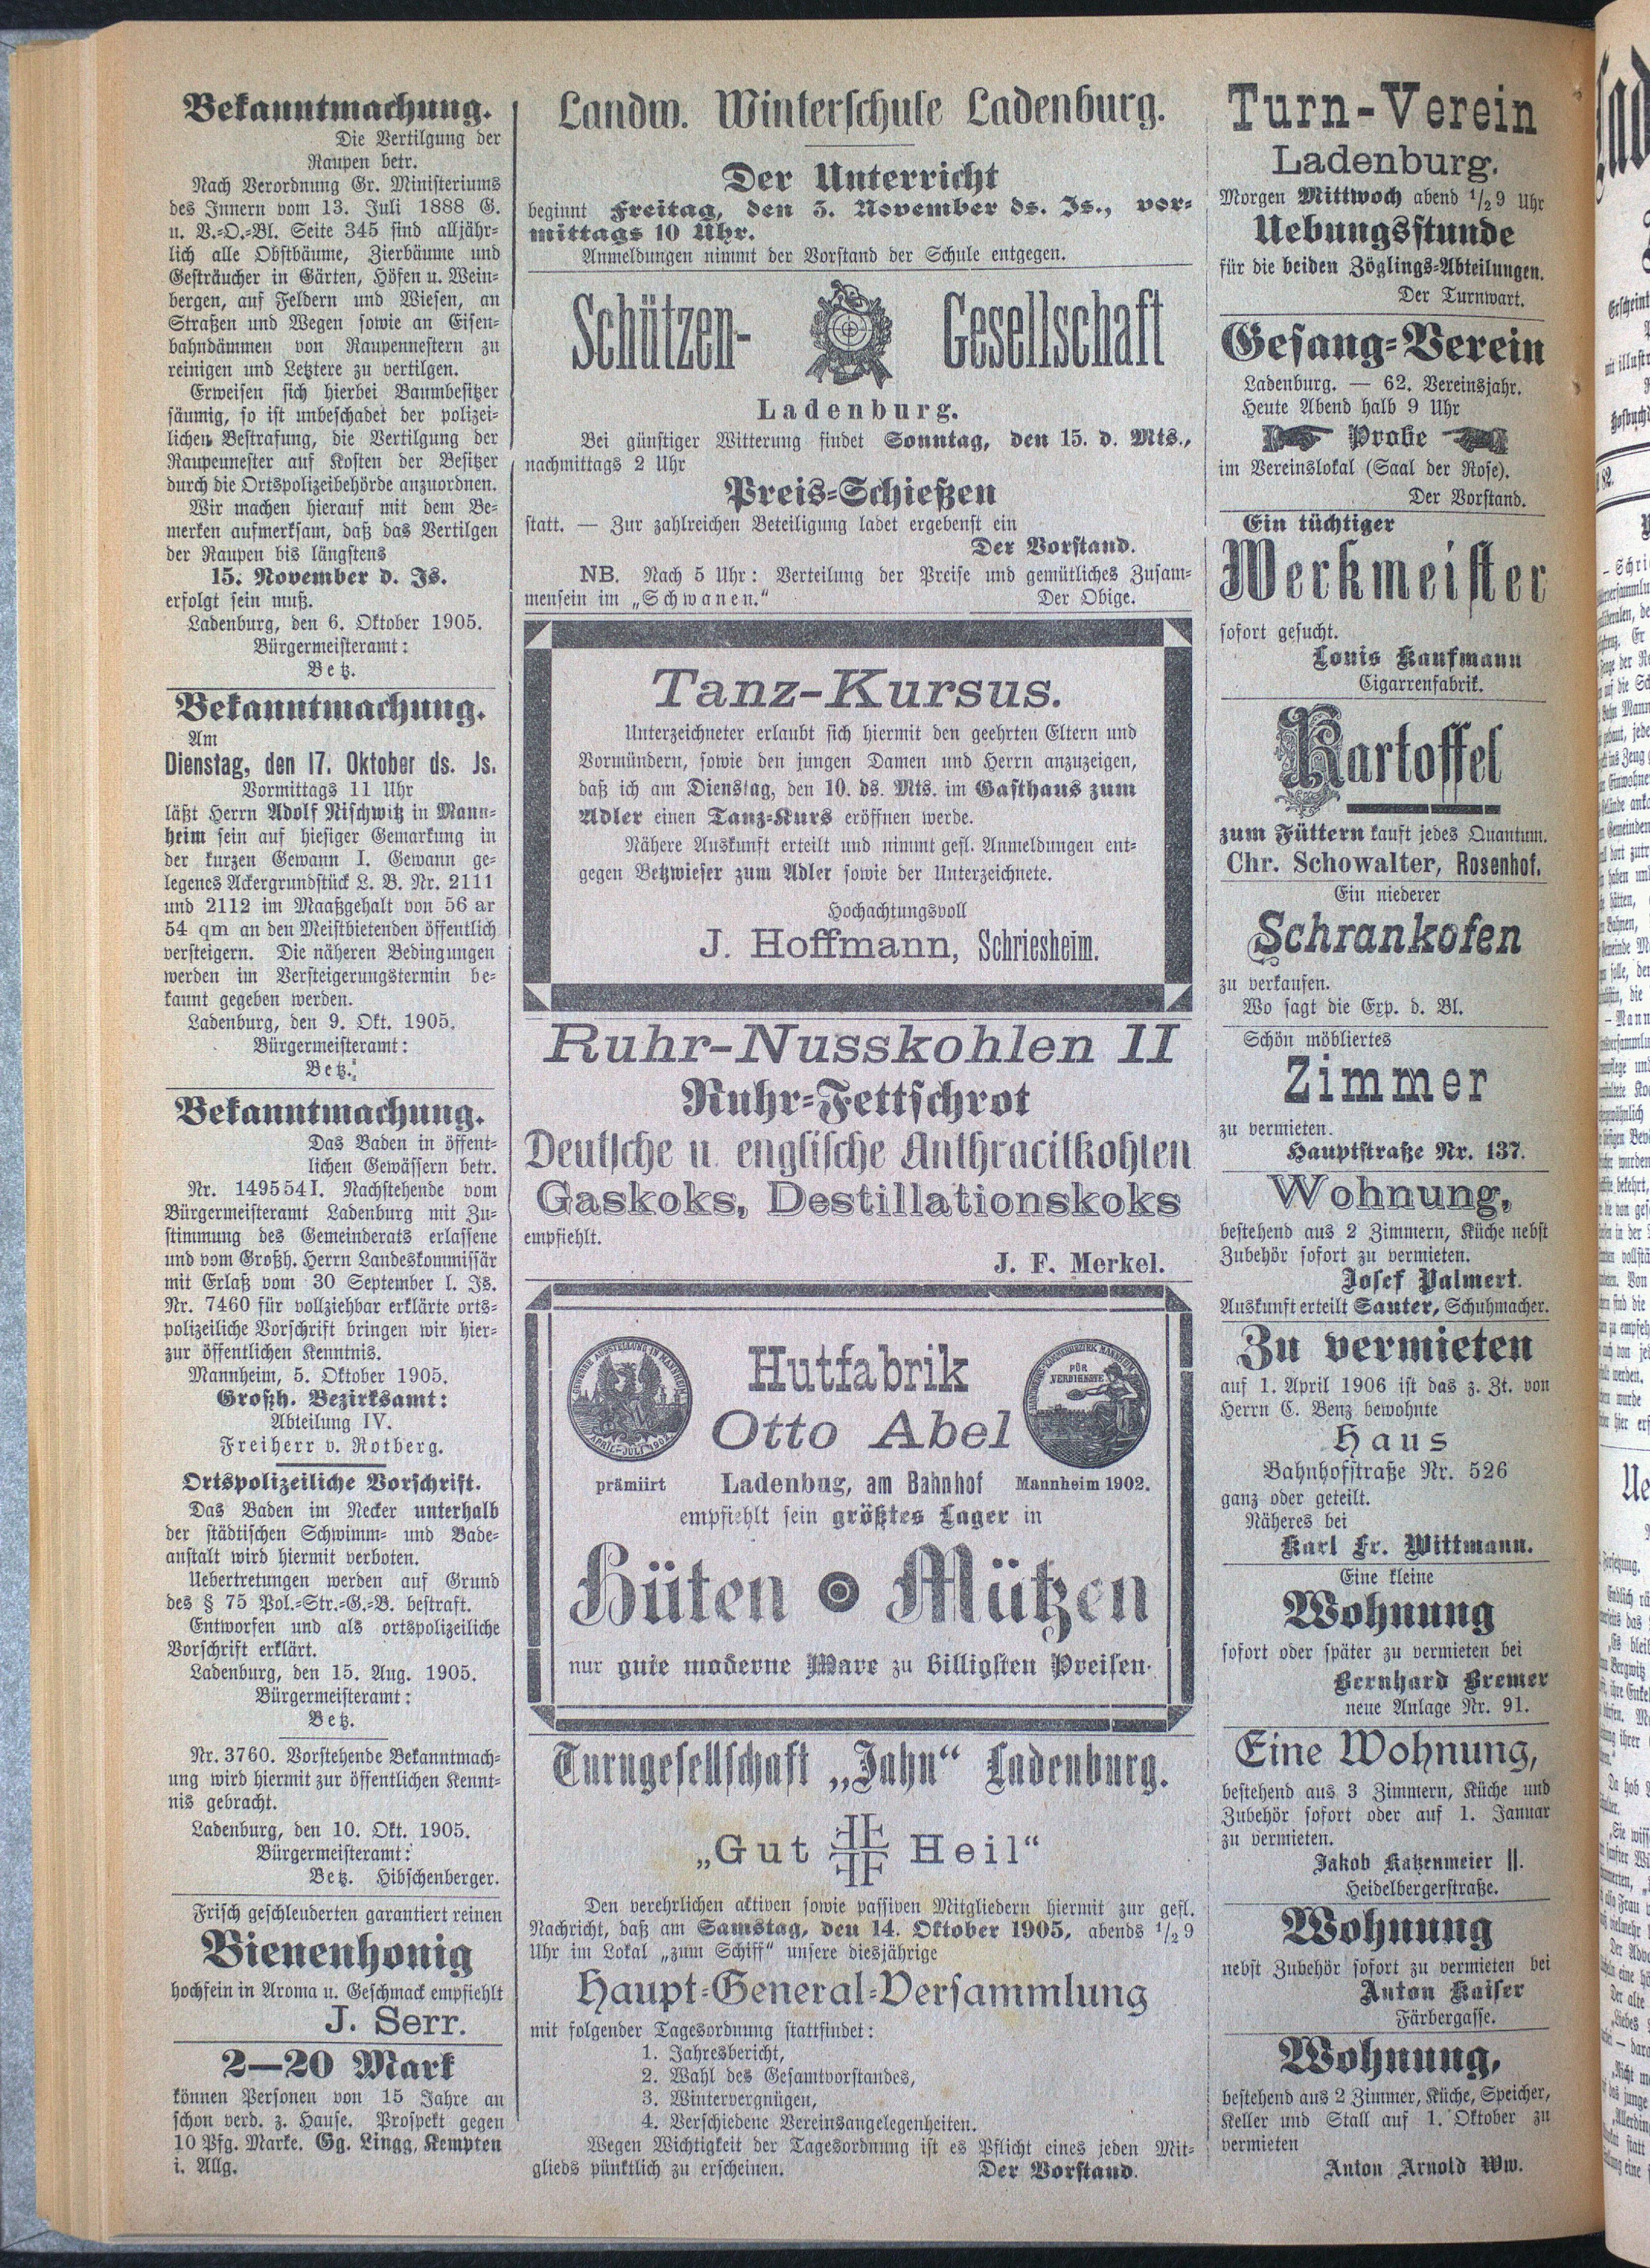 Bekanntmachung.
Die Vertilgung der
Raupen betr.
Nach Verordnung Gr. Ministeriums
des Innern vom 13. Juli 1888 G.
u. V.-O.-Bl. Seite 345 sind alljähr-
lich alle Obstbäume, Zierbäume und
Gesträucher in Gärten, Höfen u. Wein-
bergen, auf Feldern und Wiesen, an
Straßen und Wegen sowie an Eisen-
bahndämmen von Raupennestern zu
reinigen und Letztere zu vertilgen.
Erweisen sich hierbei Baumbesitzer
säumig, so ist unbeschadet der polizei-
lichen Bestrafung, die Vertilgung der
Raupennester auf Kosten der Besitzer
durch die Ortspolizeibehörde anzuordnen.
Wir machen hierauf mit dem Be-
merken aufmerksam, daß das Vertilgen
der Raupen bis längstens
15. November d. Js.
erfolgt sein muß.
Ladenburg, den 6. Oktober 1905.
Bürgermeisteramt:
Betz.
Bekanntmachung.
Am
Dienstag, den 17. Oktober ds. Js.
Vormittags 11 Uhr
läßt Herrn Adolf Nischwitz in Mann-
heim sein auf hiesiger Gemarkung in
der kurzen Gewann I. Gewann ge-
legenes Ackergrundstück L. B. Nr. 2111
und 2112 im Maaßgehalt von 56 ar
54 qm an den Meistbietenden öffentlich
versteigern. Die näheren Bedingungen
werden im Versteigerungstermin be-
kannt gegeben werden.
Ladenburg, den 9. Okt. 1905.
Bürgermeisteramt:
Betz.
Bekanntmachung.
Das Baden in öffent-
lichen Gewässern betr.
Nr. 149554I. Nachstehende vom
Bürgermeisteramt Ladenburg mit Zu-
stimmung des Gemeinderats erlassene
und vom Großh. Herrn Landeskommissär
mit Erlaß vom 30 September l. Js.
Nr. 7460 für vollziehbar erklärte orts-
polizeiliche Vorschrift bringen wir hier-
zur öffentlichen Kenntnis.
Mannheim, 5. Oktober 1905.
Großh. Bezirksamt:
Abteilung IV.
Freiherr v. Rotberg.
Ortspolizeiliche Vorschrift.
Das Baden im Necker unterhalb
der städtischen Schwimm- und Bade-
anstalt wird hiermit verboten.
Uebertretungen werden auf Grund
des § 75 Pol.-Str.-G.-B. bestraft.
Entworfen und als ortspolizeiliche
Vorschrift erklärt.
Ladenburg, den 15. Aug. 1905.
Bürgermeisteramt:
Betz.
Nr. 3760. Vorstehende Bekanntmach-
ung wird hiermit zur öffentlichen Kennt-
nis gebracht.
Ladenburg, den 10. Okt. 1905.
Bürgermeisteramt:
Betz. Hibschenberger.
Frisch geschleuderten garantiert reinen
Bienenhonig
hochfein in Aroma u. Geschmack empfiehlt
J. Serr.
2—20 Mark
können Personen von 15 Jahre an
schon verd. z. Hause. Prospekt gegen
10 Pfg. Marke. Gg. Lingg, Kempten
i. Allg.
Landw. Winterschule Ladenburg.
Der Unterricht
beginnt Freitag, den 3. November ds. Js., vor-
mittags 10 Uhr.
Anmeldungen nimmt der Vorstand der Schule entgegen.
Schützen- Gesellschaft
Ladenburg.
Bei günstiger Witterung findet Sonntag, den 15. d. Mts.,
nachmittags 2 Uhr
Preis-Schießen
statt. — Zur zahlreichen Beteiligung ladet ergebenst ein
Der Vorstand.
NB. Nach 5 Uhr: Verteilung der Preise und gemütliches Zusam-
mensein im „Schwanen.“ Der Obige.
Tanz-Kursus.
Unterzeichneter erlaubt sich hiermit den geehrten Eltern und
Vormündern, sowie den jungen Damen und Herrn anzuzeigen,
daß ich am Dienstag, den 10. ds. Mts. im Gasthaus zum
Adler einen Tanz-Kurs eröffnen werde.
Nähere Auskunft erteilt und nimmt gefl. Anmeldungen ent-
gegen Betzwieser zum Adler sowie der Unterzeichnete.
Hochachtungsvoll
J. Hoffmann, Schriesheim.
Ruhr-Nusskohlen II
Ruhr-Fettschrot
Deutsche u. englische Anthracitkohlen
Gaskoks, Destillationskoks
empfiehlt.
J. F. Merkel.
GEWERBE AUSSTELLUNG IN MANNHEIM
APRIL-JULI 1902
FÜR VERDIENSTE
Hutfabrik
Otto Abel
prämiirt Ladenbug, am Bahnhof Mannheim 1902.
empfiehlt sein größtes Lager in
Hüten Mützen
nur gute moderne Ware zu billigsten Preisen.
Turngesellschaft „Jahn“ Ladenburg.
„Gut Heil“
Den verehrlichen aktiven sowie passiven Mitgliedern hiermit zur gefl.
Nachricht, daß am Samstag, den 14. Oktober 1905, abends 1/2 9
Uhr im Lokal „zum Schiff“ unsere diesjährige
Haupt-General-Versammlung
mit folgender Tagesordnung stattfindet:
1. Jahresbericht,
2. Wahl des Gesamtvorstandes,
3. Wintervergnügen,
4. Verschiedene Vereinsangelegenheiten.
Wegen Wichtigkeit der Tagesordnung ist es Pflicht eines jeden Mit-
glieds pünktlich zu erscheinen. Der Vorstand.
Turn-Verein
Ladenburg.
Morgen Mittwoch abend 1/2 9 Uhr
Uebungsstunde
für die beiden Zöglings-Abteilungen.
Der Turnwart.
Gesang-Verein
Ladenburg. — 62. Vereinsjahr.
Heute Abend halb 9 Uhr
Probe
im Vereinslokal (Saal der Rose).
Der Vorstand.
Ein tüchtiger
Werkmeister
sofort gesucht.
Louis Kaufmann
Cigarrenfabrik.
Kartoffel
zum Füttern kauft jedes Quantum.
Chr. Schowalter, Rosenhof.
Ein niederer
Schrankofen
zu verkaufen.
Wo sagt die Exp. d. Bl.
Schön möbliertes
Zimmer
zu vermieten.
Hauptstraße Nr. 137.
Wohnung,
bestehend aus 2 Zimmern, Küche nebst
Zubehör sofort zu vermieten.
Josef Palmert.
Auskunft erteilt Sauter, Schuhmacher.
Zu vermieten
auf 1. April 1906 ist das z. Zt. von
Herrn C. Benz bewohnte
Haus
Bahnhofstraße Nr. 526
ganz oder geteilt.
Näheres bei
Karl Fr. Wittmann.
Eine kleine
Wohnung
sofort oder später zu vermieten bei
Bernhard Bremer
neue Anlage Nr. 91.
Eine Wohnung,
bestehend aus 3 Zimmern, Küche und
Zubehör sofort oder auf 1. Januar
zu vermieten.
Jakob Katzenmeier II.
Heidelbergerstraße.
Wohnung
nebst Zubehör sofort zu vermieten bei
Anton Kaiser
Färbergasse.
Wohnung,
bestehend aus 2 Zimmer, Küche, Speicher,
Keller und Stall auf 1. Oktober zu
vermieten
Anton Arnold Ww.